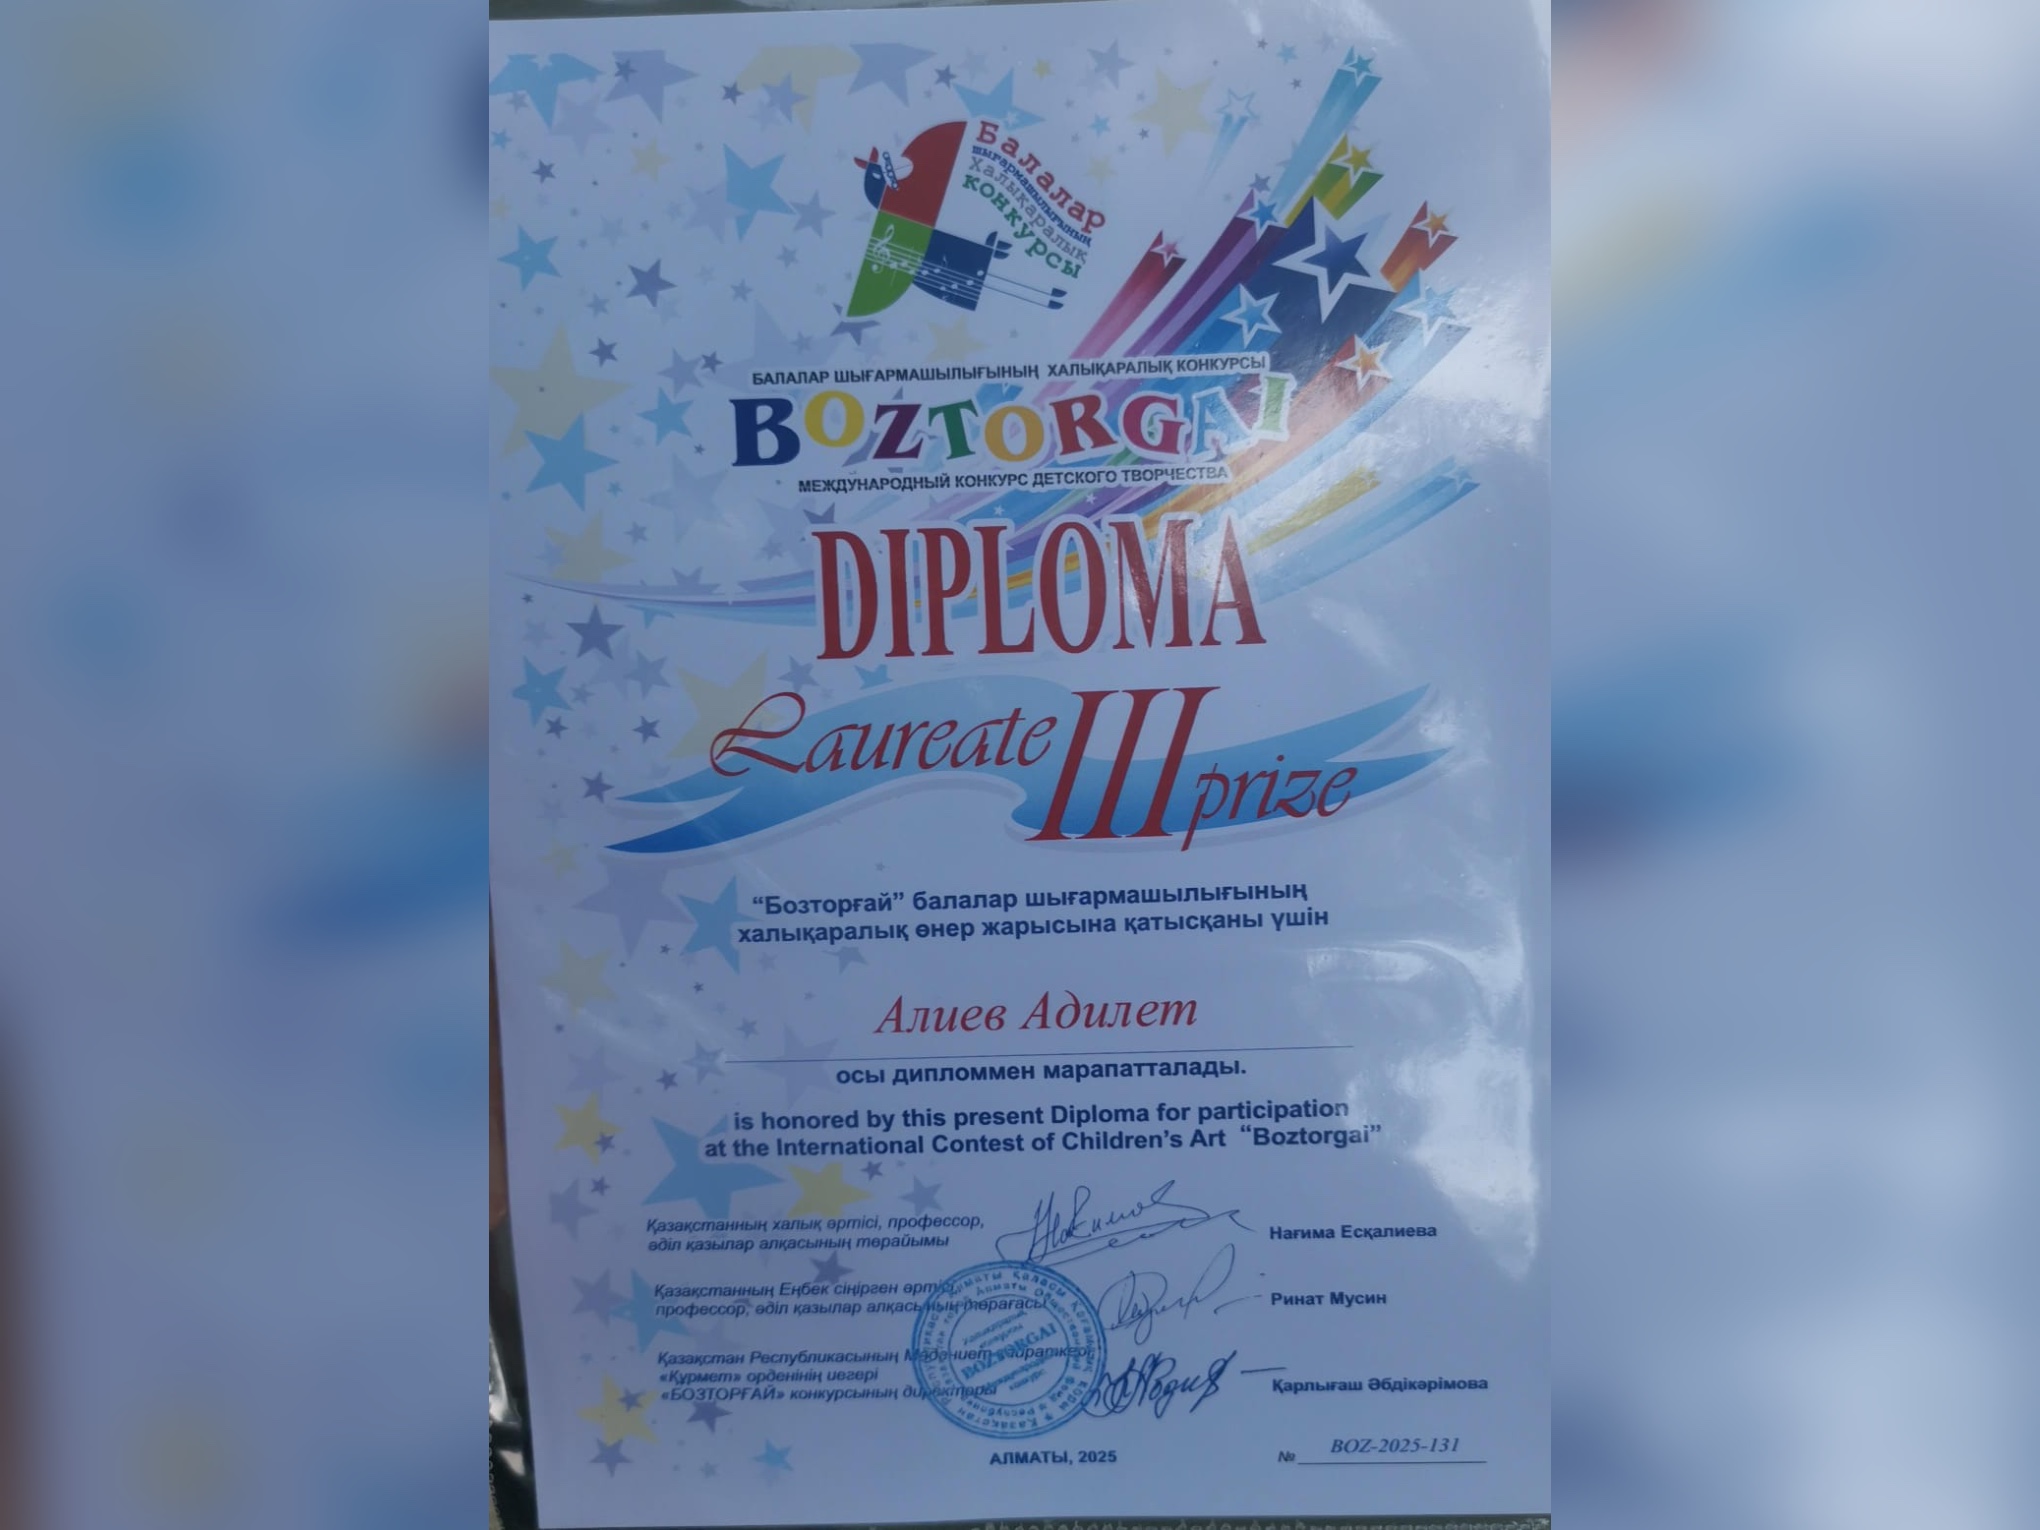 Балалар
шығармашылығының
Халықаралық
конкурсы
БАЛАЛАР ШЫҒАРМАШЫЛЫҒЫНЫҢ ХАЛЫҚАРАЛЫҚ КОНКУРСЫ
BOZTORGAI
МЕЖДУНАРОДНЫЙ КОНКУРС ДЕТСКОГО ТВОРЧЕСТВА
DIPLOMA
Laureate III prize
“Бозторғай” балалар шығармашылығының
халықаралық өнер жарысына қатысқаны үшін
Алиев Адилет
осы дипломмен марапатталады.
is honored by this present Diploma for participation
at the International Contest of Children’s Art “Boztorgai”
Қазақстанның халық әртісі, профессор,
әділ қазылар алқасының төрайымы
Нағима Есқалиева
Қазақстанның Еңбек сіңірген әртісі,
профессор, әділ қазылар алқасының төрағасы
Ринат Мусин
Қазақстан Республикасының Мәдениет қайраткері
«Құрмет» орденінің иегері
«БОЗТОРҒАЙ» конкурсының директоры
Қарлығаш Әбдікәрімова
BOZTORGAI
АЛМАТЫ, 2025
№ BOZ-2025-131